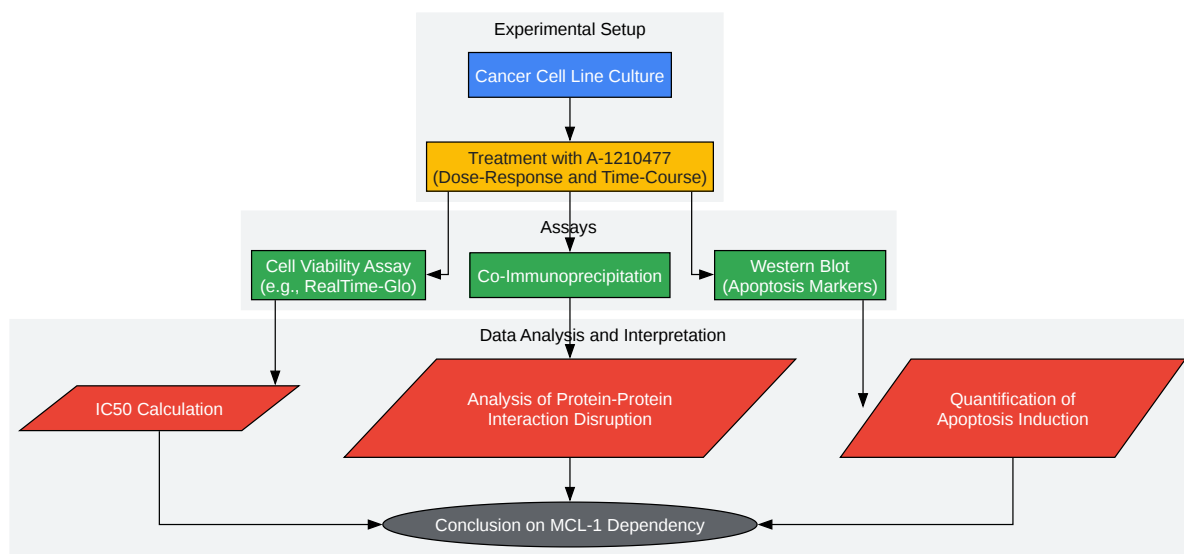 Experimental Setup
Cancer Cell Line Culture
Treatment with A-1210477
(Dose-Response and Time-Course)
Assays
Cell Viability Assay
(e.g., RealTime-Glo)
Co-Immunoprecipitation
Western Blot
(Apoptosis Markers)
Data Analysis and Interpretation
IC50 Calculation
Analysis of Protein-Protein
Interaction Disruption
Quantification of
Apoptosis Induction
Conclusion on MCL-1 Dependency